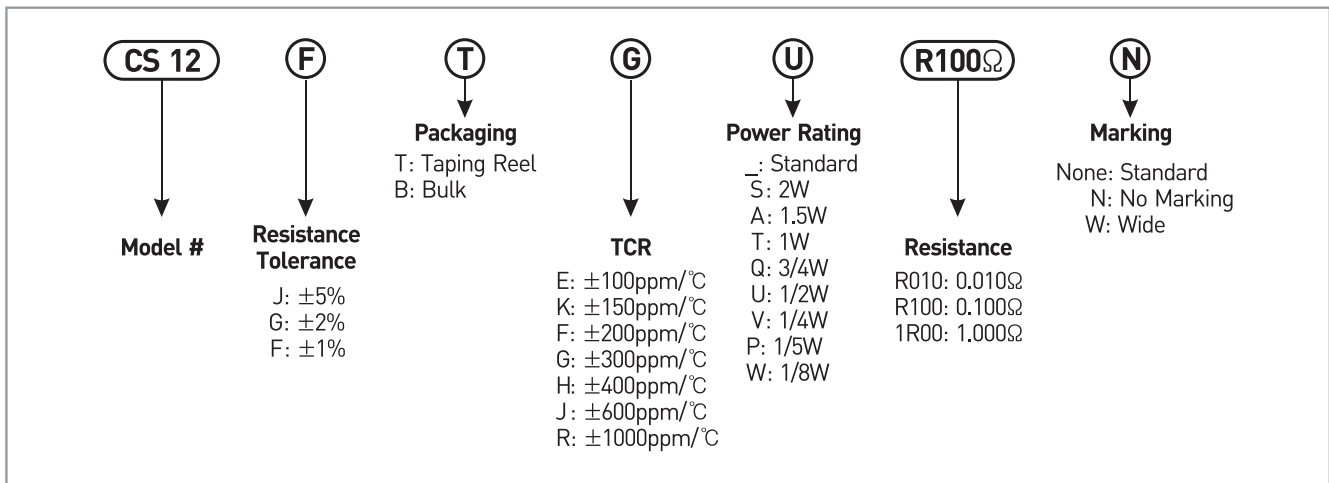 CS 12 F T G U R100Ω N
Model #
Resistance
Tolerance
J: ±5%
G: ±2%
F: ±1%
Packaging
T: Taping Reel
B: Bulk
TCR
E: ±100ppm/℃
K: ±150ppm/℃
F: ±200ppm/℃
G: ±300ppm/℃
H: ±400ppm/℃
J: ±600ppm/℃
R: ±1000ppm/℃
Power Rating
_: Standard
S: 2W
A: 1.5W
T: 1W
Q: 3/4W
U: 1/2W
V: 1/4W
P: 1/5W
W: 1/8W
Resistance
R010: 0.010Ω
R100: 0.100Ω
1R00: 1.000Ω
Marking
None: Standard
N: No Marking
W: Wide